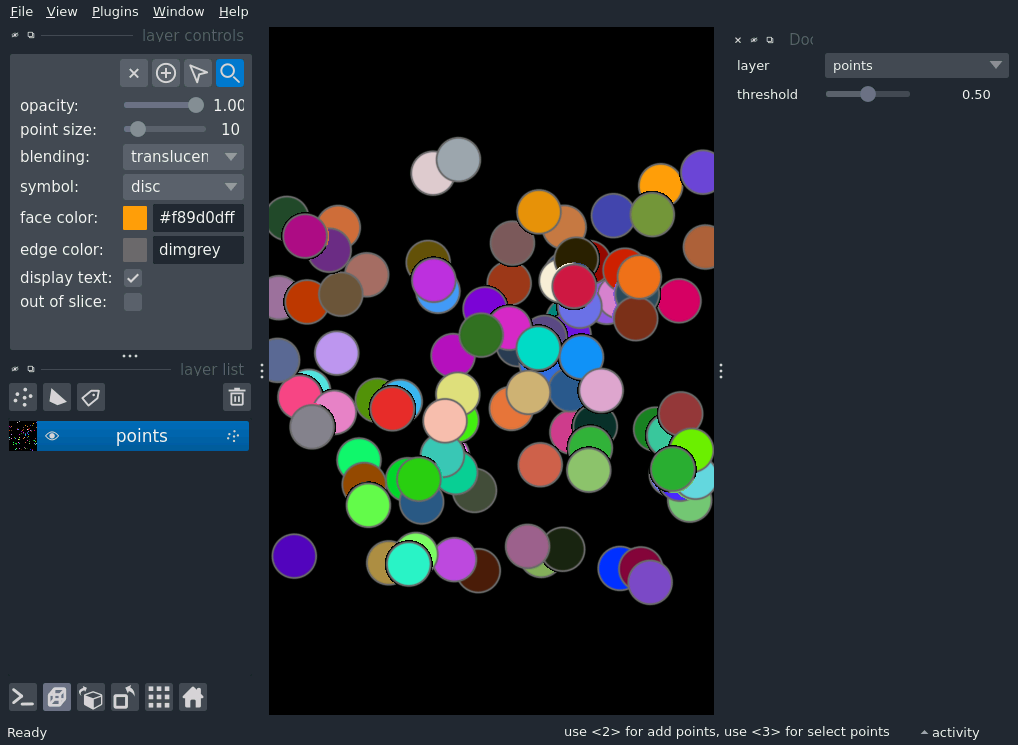 File View Plugins Window Help
layer controls
opacity: 1.00
point size: 10
blending: translucen
symbol: disc
face color: #f89d0dff
edge color: dimgrey
display text:
out of slice:
layer list
points
layer points
threshold 0.50
Ready
use <2> for add points, use <3> for select points
activity